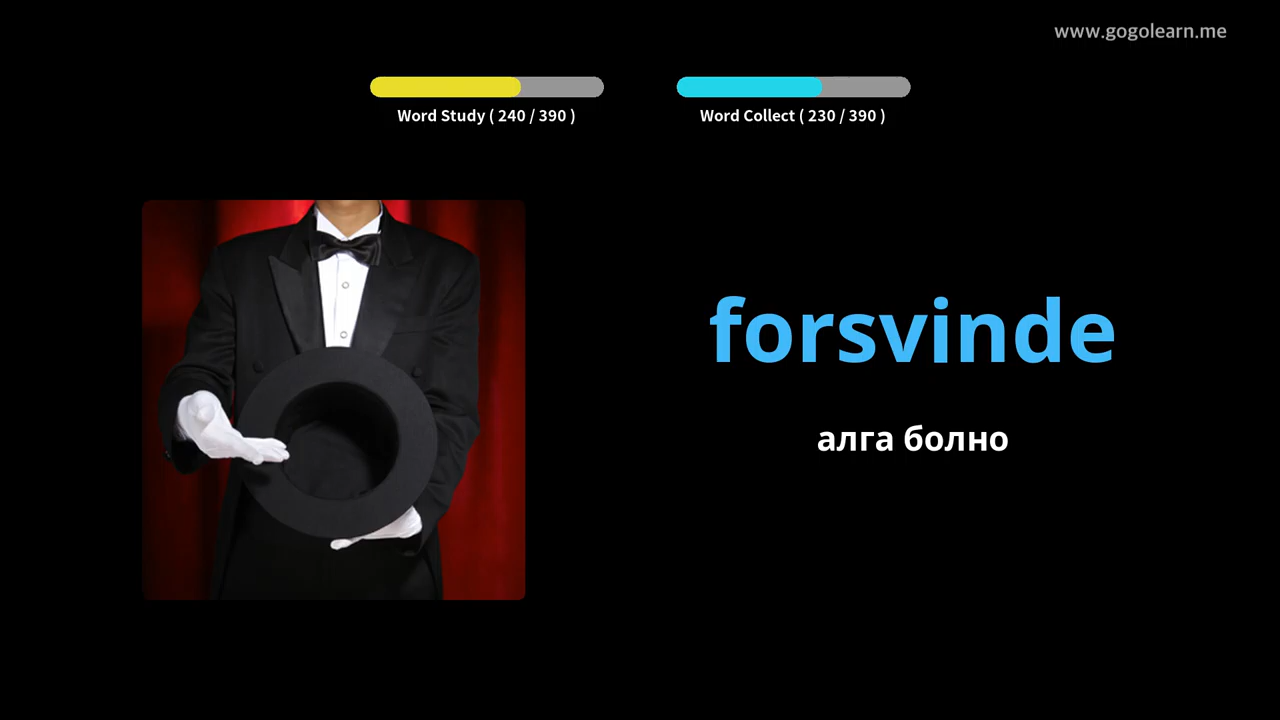 www.gogolearn.me
Word Study ( 240 / 390 )
Word Collect ( 230 / 390 )
forsvinde
алга болно